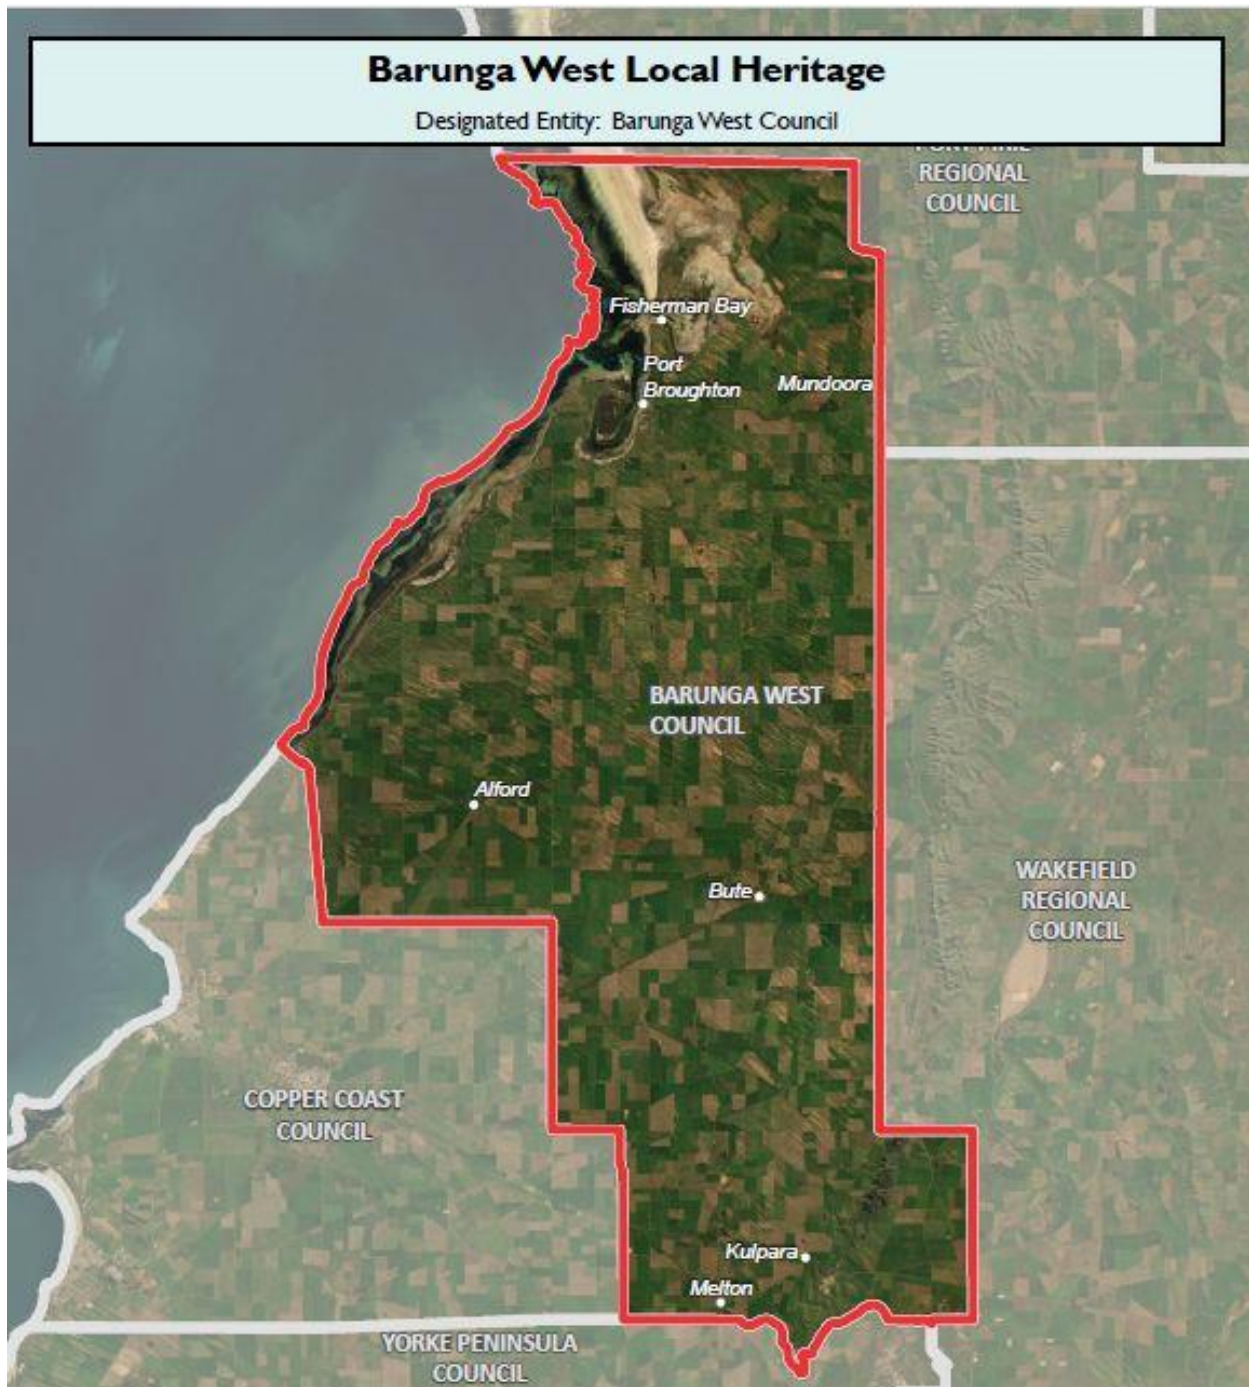 Barunga West Local Heritage
Designated Entity: Barunga West Council
REGIONAL
COUNCIL
Fisherman Bay
Port
Broughton
Mundoora
BARUNGA WEST
COUNCIL
Alford
Bute
WAKEFIELD
REGIONAL
COUNCIL
COPPER COAST
COUNCIL
Kulpara
Melton
YORKE PENINSULA
COUNCIL